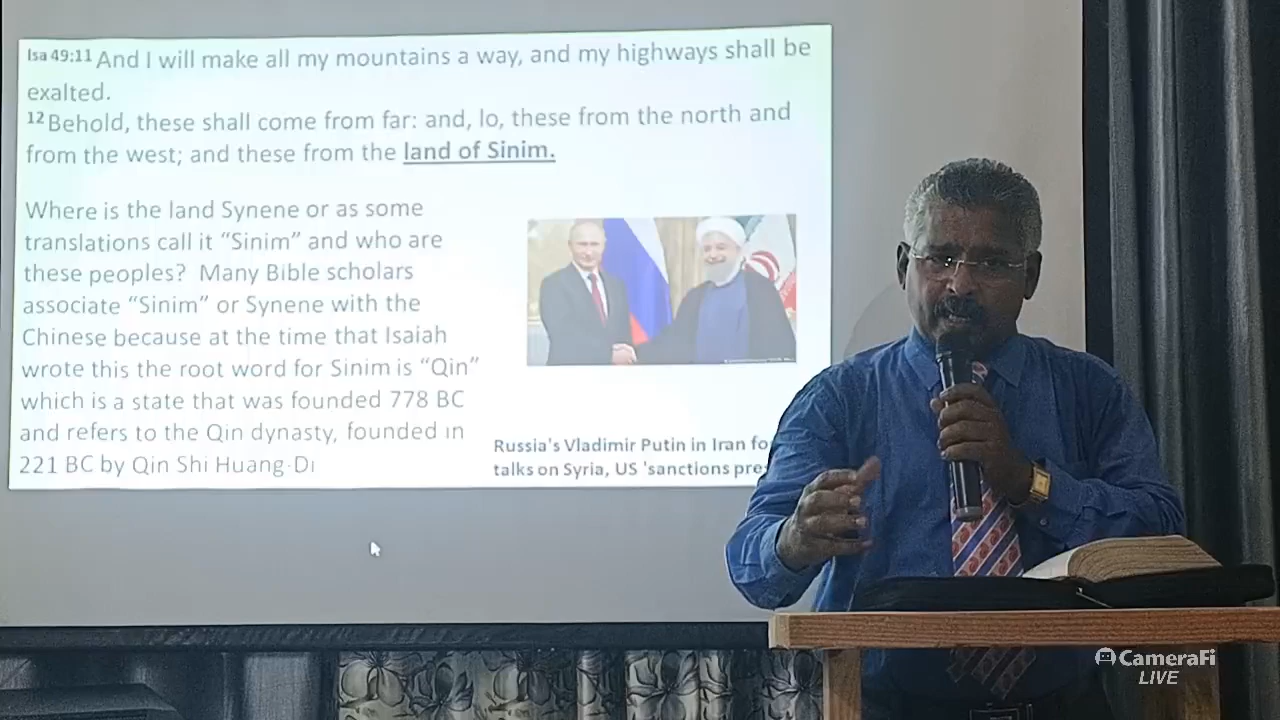 Isa 49:11 And I will make all my mountains a way, and my highways shall be
exalted.
12 Behold, these shall come from far: and, lo, these from the north and
from the west; and these from the land of Sinim.
Where is the land Synene or as some
translations call it “Sinim” and who are
these peoples? Many Bible scholars
associate “Sinim” or Synene with the
Chinese because at the time that Isaiah
wrote this the root word for Sinim is “Qin”
which is a state that was founded 778 BC
and refers to the Qin dynasty, founded in
221 BC by Qin Shi Huang-Di
Russia's Vladimir Putin in Iran fo
talks on Syria, US 'sanctions pre
CameraFi
LIVE